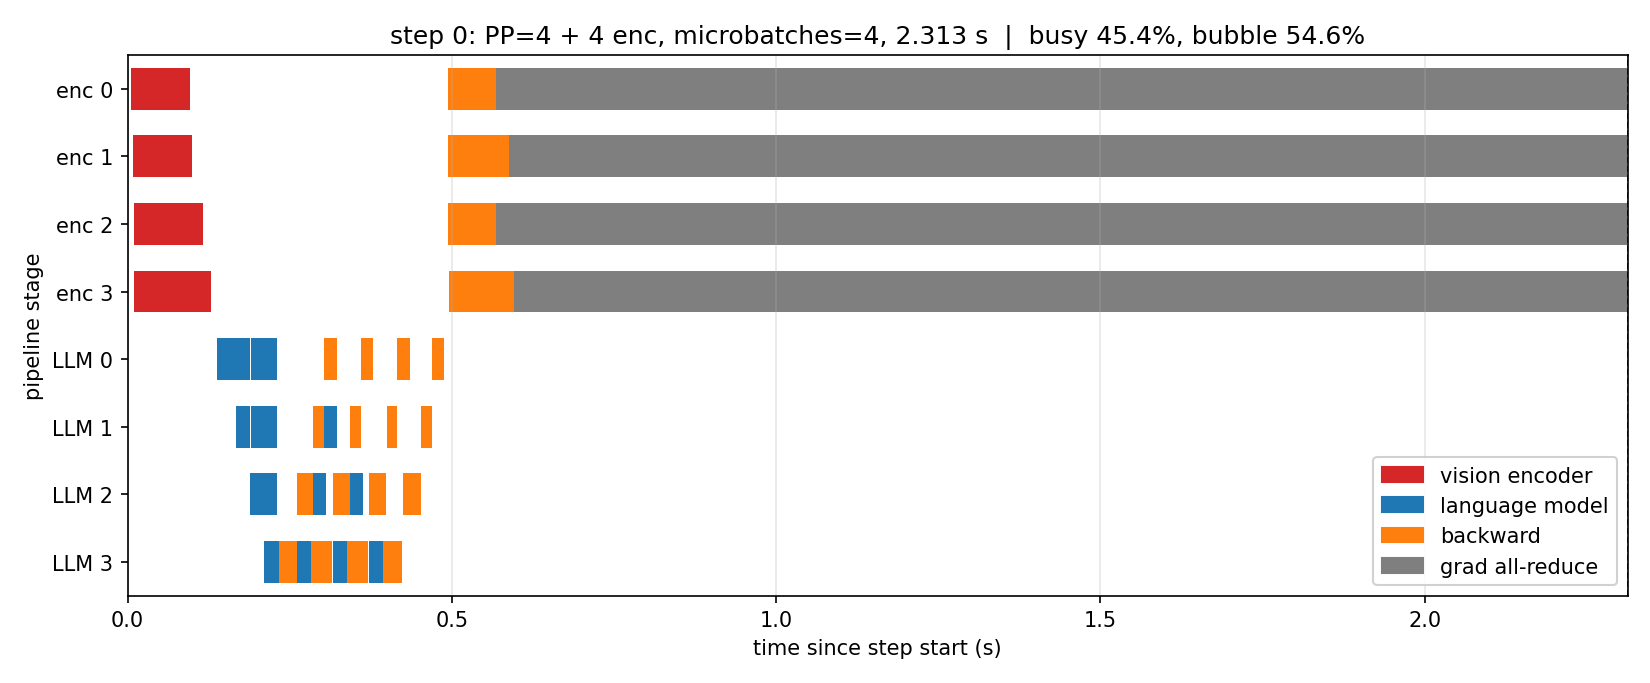 step 0: PP=4 + 4 enc, microbatches=4, 2.313 s  |  busy 45.4%, bubble 54.6%
enc 0
enc 1
enc 2
enc 3
LLM 0
LLM 1
LLM 2
LLM 3
pipeline stage
vision encoder
language model
backward
grad all-reduce
0.0
0.5
1.0
1.5
2.0
time since step start (s)